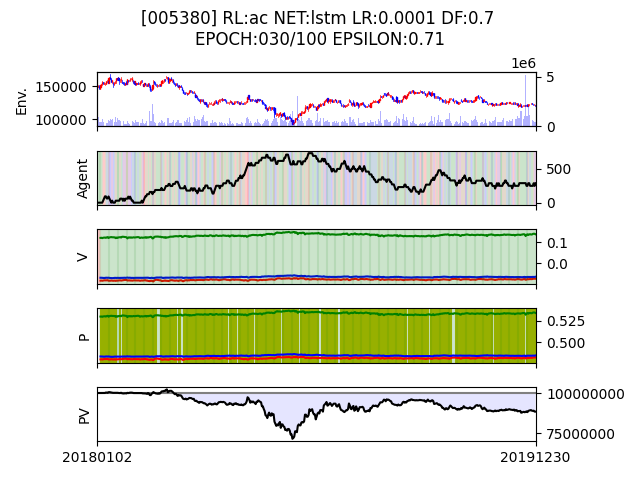 [005380] RL:ac NET:lstm LR:0.0001 DF:0.7
EPOCH:030/100 EPSILON:0.71
1e6
Env.
150000
100000
5
0
Agent
500
0
V
0.1
0.0
P
0.525
0.500
PV
100000000
75000000
20180102
20191230